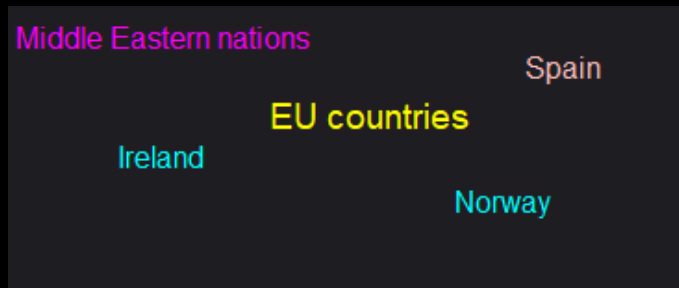 Middle Eastern nations
Spain
EU countries
Ireland
Norway